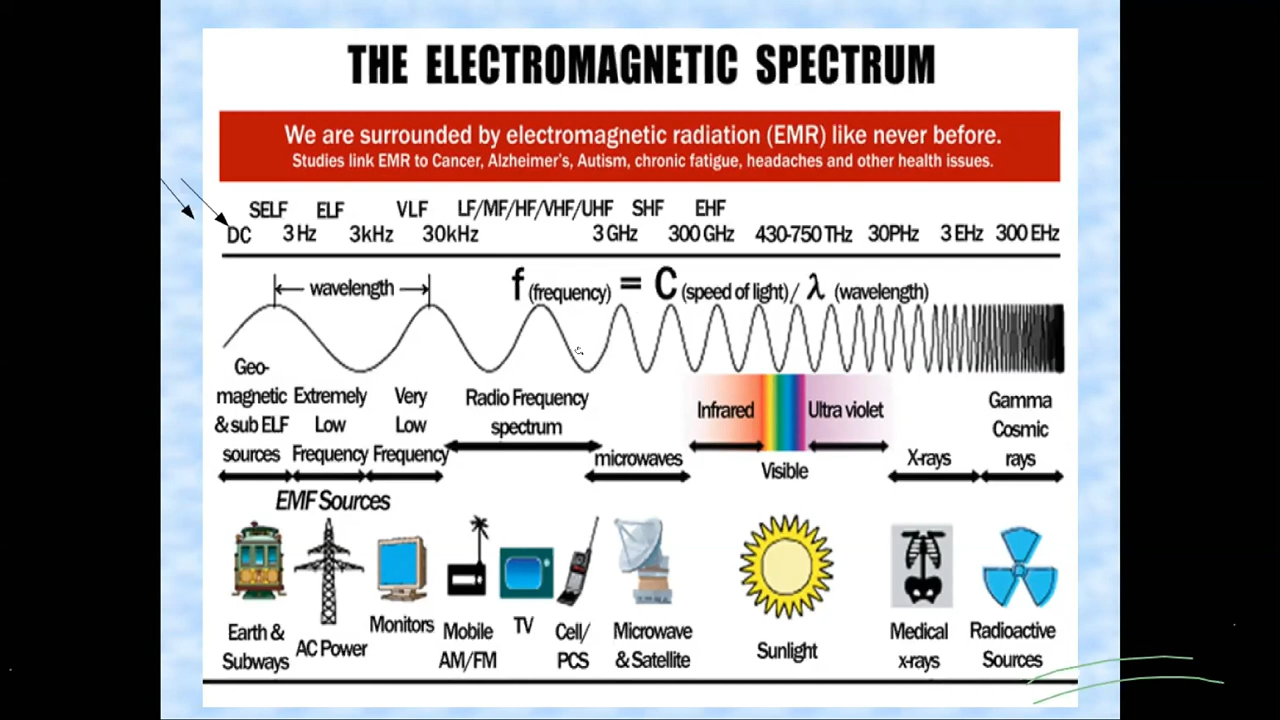 THE ELECTROMAGNETIC SPECTRUM
We are surrounded by electromagnetic radiation (EMR) like never before.
Studies link EMR to Cancer, Alzheimer's, Autism, chronic fatigue, headaches and other health issues.
SELF ELF VLF LF/MF/HF/VHF/UHF SHF EHF
DC 3 Hz 3kHz 30kHz 3 GHz 300 GHz 430-750 THz 30PHz 3 EHz 300 EHz
wavelength f (frequency) = C (speed of light) / λ (wavelength)
Geo-
magnetic Extremely Very Radio Frequency Infrared Ultra violet Gamma
& sub ELF Low Low spectrum Cosmic
sources Frequency Frequency microwaves Visible X-rays rays
EMF Sources
Earth & AC Power Monitors Mobile TV Cell/ Microwave Sunlight Medical Radioactive
Subways AM/FM PCS & Satellite x-rays Sources